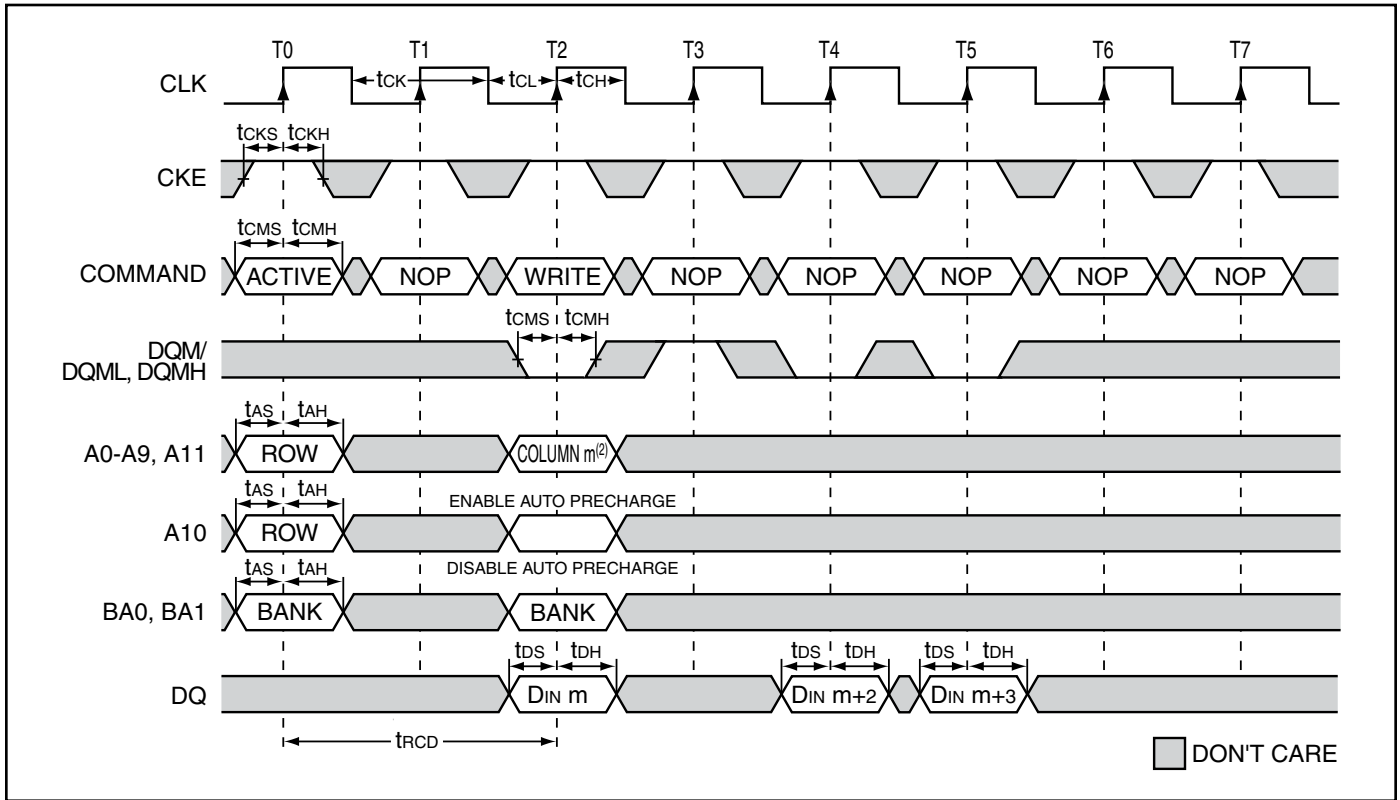 T0 T1 T2 T3 T4 T5 T6 T7
CLK tCK tCL tCH
tCKS tCKH
CKE
tCMS tCMH
COMMAND ACTIVE NOP WRITE NOP NOP NOP NOP NOP
tCMS tCMH
DQM/
DQML, DQMH
tAS tAH
A0-A9, A11 ROW COLUMN m(2)
tAS tAH ENABLE AUTO PRECHARGE
A10 ROW
tAS tAH DISABLE AUTO PRECHARGE
BA0, BA1 BANK BANK
tDS tDH tDS tDH tDS tDH
DQ DIN m DIN m+2 DIN m+3
tRCD
DON'T CARE